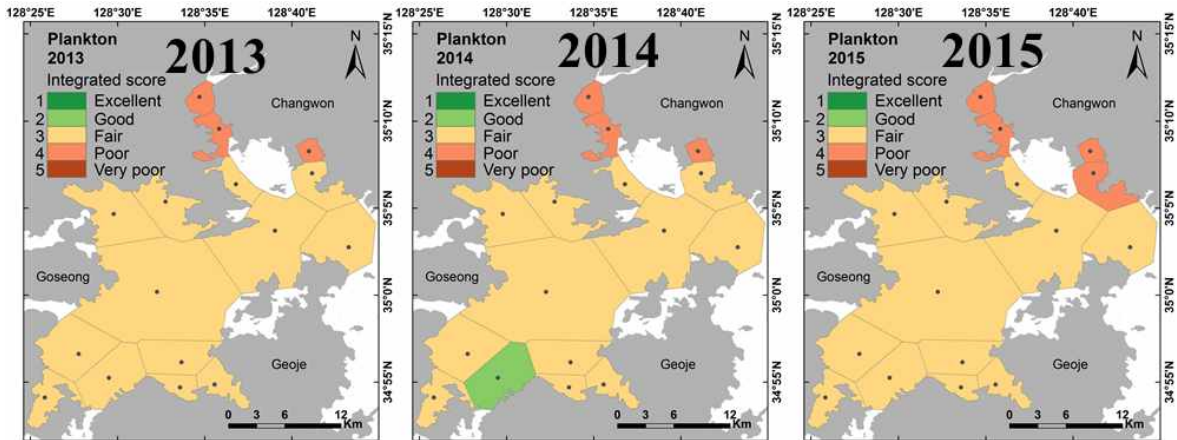 128°25'E 128°30'E 128°35'E 128°40'E
Plankton
2013
2013
N
Integrated score
1 Excellent
2 Good
3 Fair
4 Poor
5 Very poor
Changwon
Goseong
Geoje
0 3 6 12
Km
35°15'N
35°10'N
35°5'N
35°0'N
34°55'N
128°25'E 128°30'E 128°35'E 128°40'E
Plankton
2014
2014
N
Integrated score
1 Excellent
2 Good
3 Fair
4 Poor
5 Very poor
Changwon
Goseong
Geoje
0 3 6 12
Km
35°15'N
35°10'N
35°5'N
35°0'N
34°55'N
128°25'E 128°30'E 128°35'E 128°40'E
Plankton
2015
2015
N
Integrated score
1 Excellent
2 Good
3 Fair
4 Poor
5 Very poor
Changwon
Goseong
Geoje
0 3 6 12
Km
35°15'N
35°10'N
35°5'N
35°0'N
34°55'N